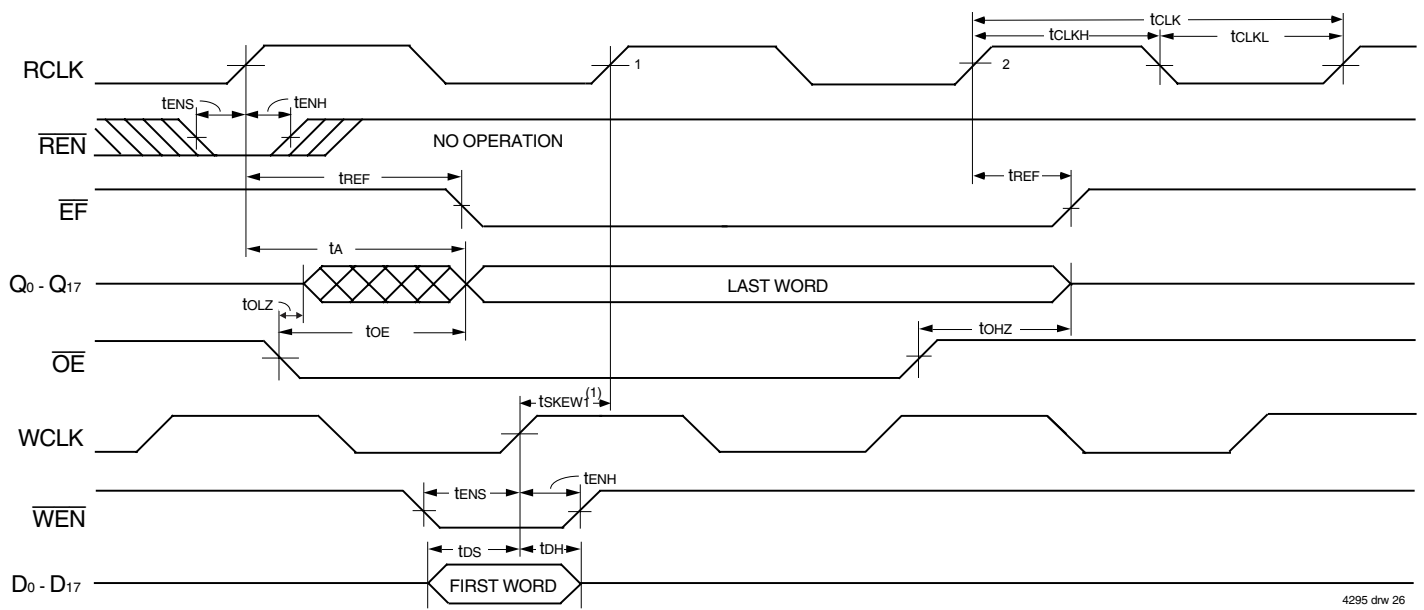 tCLK
tCLKH
tCLKL
RCLK
1
2
tENS
tENH
REN
NO OPERATION
tREF
tREF
EF
tA
Q0 - Q17
LAST WORD
tOLZ
tOE
tOHZ
OE
tSKEW1(1)
WCLK
tENS
tENH
WEN
tDS
tDH
D0 - D17
FIRST WORD
4295 drw 26